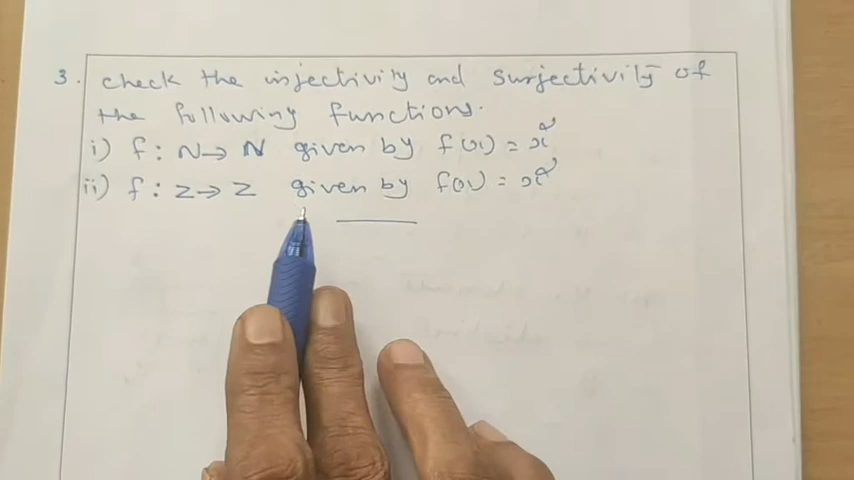 3. check the injectivity and surjectivity of
the following functions.
i) f : N→ N given by f(x) = x²
ii) f : Z→ Z given by f(x) = x²